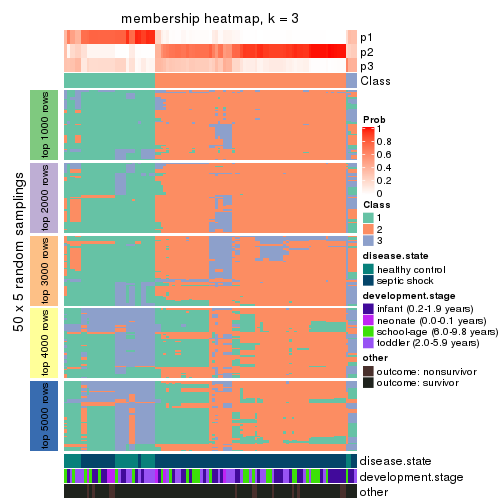 membership heatmap, k = 3
p1
p2
p3
Class
50 x 5 random samplings
top 1000 rows
top 2000 rows
top 3000 rows
top 4000 rows
top 5000 rows
disease.state
development.stage
other
Prob
1
0.8
0.6
0.4
0.2
0
Class
1
2
3
disease.state
healthy control
septic shock
development.stage
infant (0.2-1.9 years)
neonate (0.0-0.1 years)
school-age (6.0-9.8 years)
toddler (2.0-5.9 years)
other
outcome: nonsurvivor
outcome: survivor